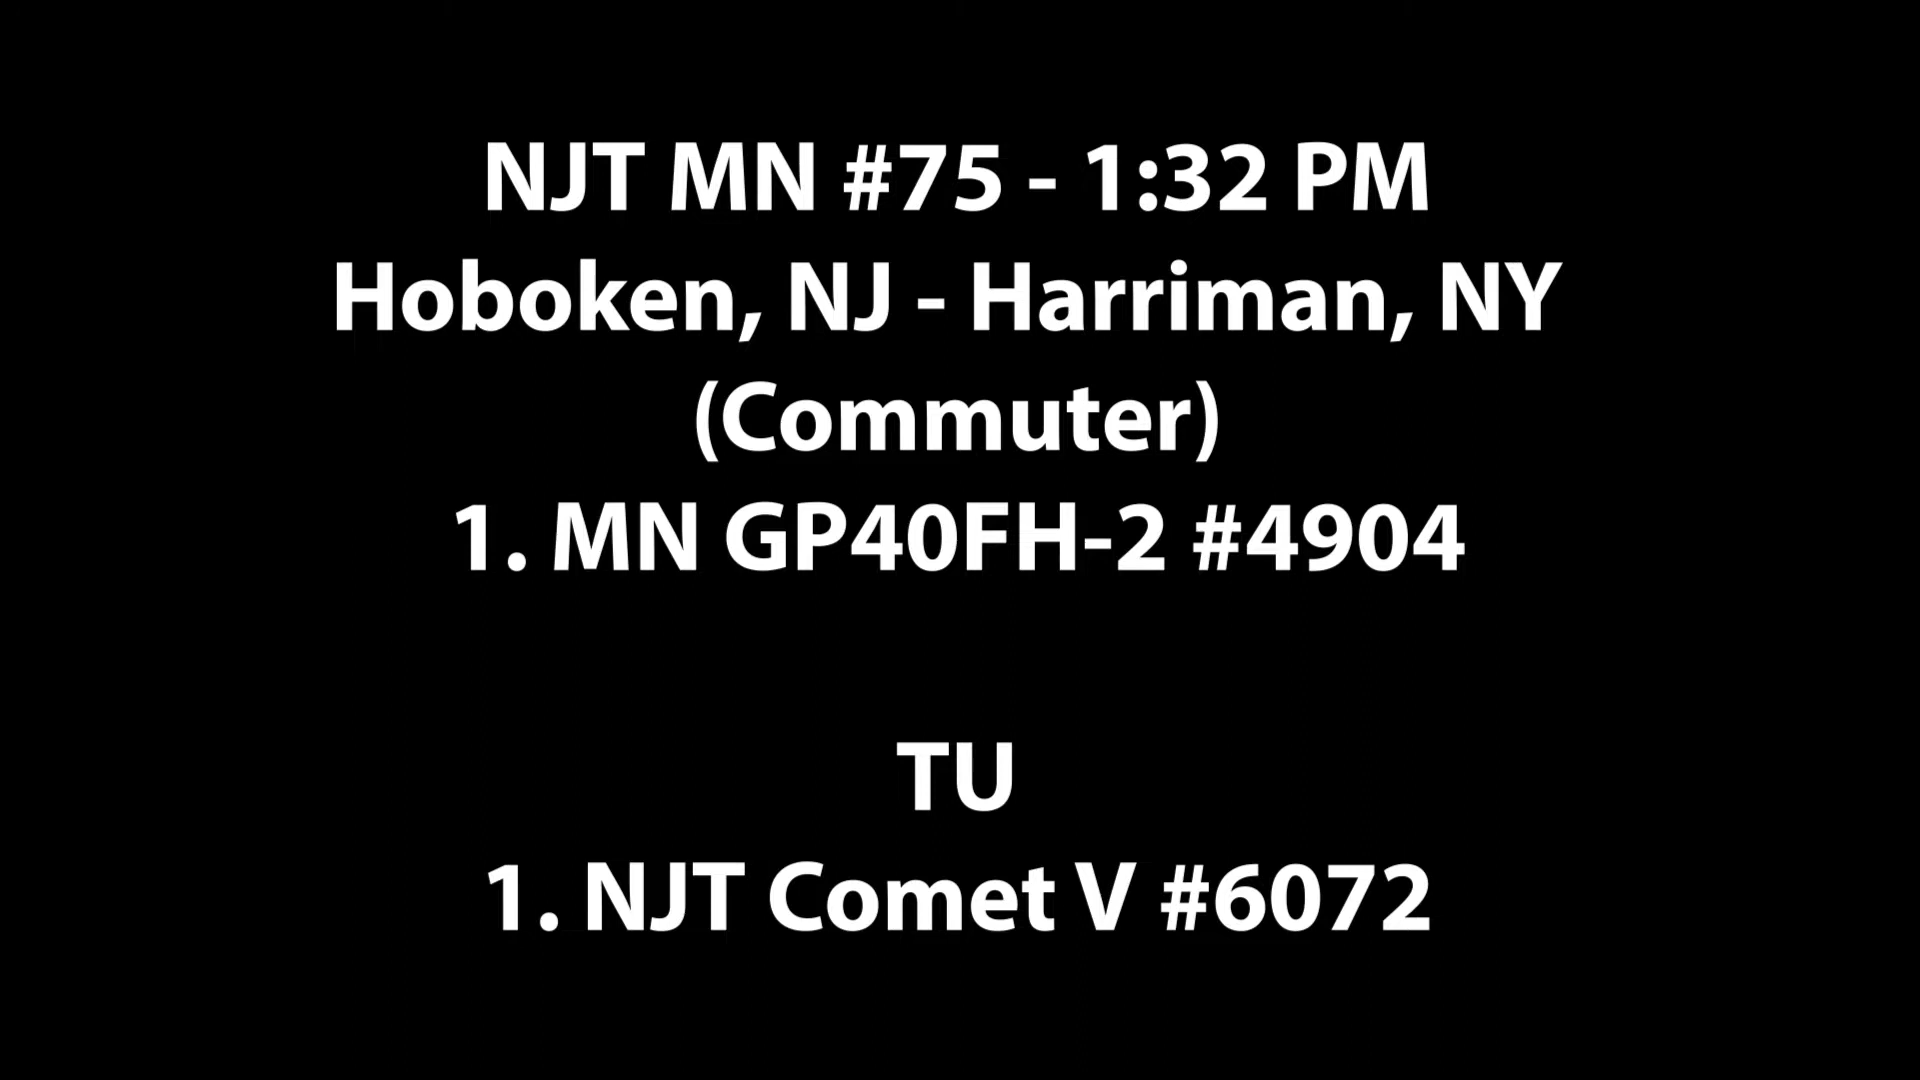 NJT MN #75 - 1:32 PM
Hoboken, NJ - Harriman, NY
(Commuter)
1. MN GP40FH-2 #4904
TU
1. NJT Comet V #6072